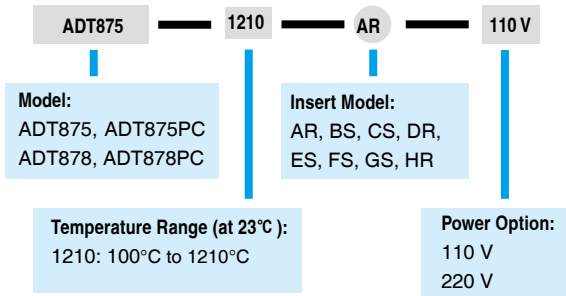 ADT875 1210 AR 110 V
Model:
ADT875, ADT875PC
ADT878, ADT878PC
Insert Model:
AR, BS, CS, DR,
ES, FS, GS, HR
Temperature Range (at 23℃ ):
1210: 100°C to 1210°C
Power Option:
110 V
220 V